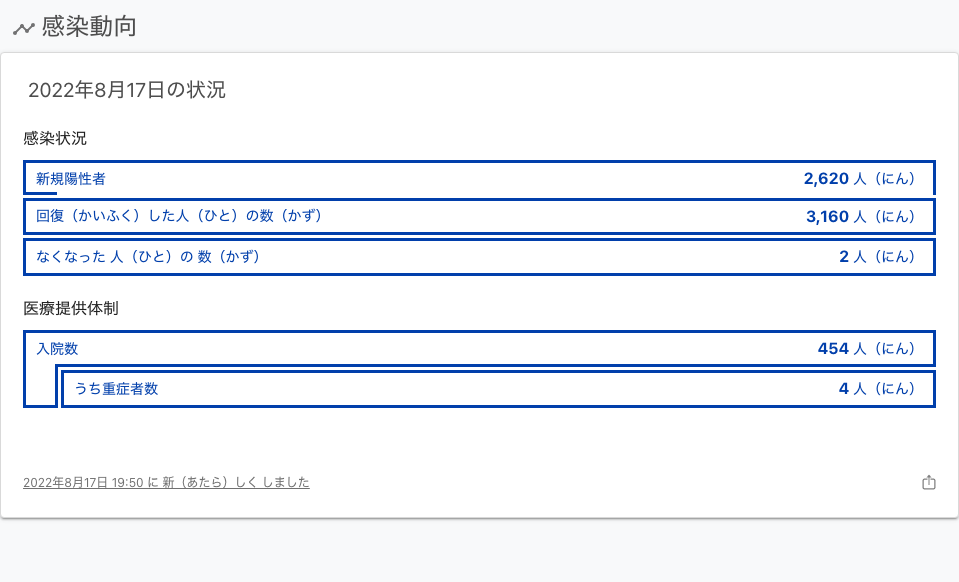 感染動向
2022年8月17日の状況
感染状況
新規陽性者 2,620 人（にん）
回復（かいふく）した人（ひと）の数（かず） 3,160 人（にん）
なくなった 人（ひと）の 数（かず） 2 人（にん）
医療提供体制
入院数 454 人（にん）
うち重症者数 4 人（にん）
2022年8月17日 19:50 に 新（あたら）しく しました